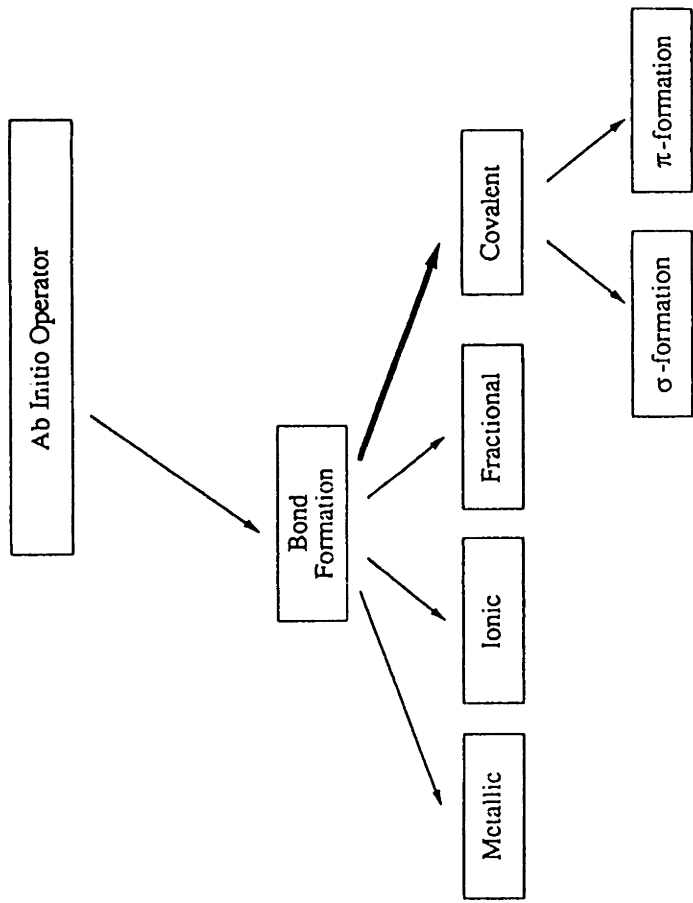 Ab Initio Operator
Bond
Formation
Metallic
Ionic
Fractional
Covalent
σ-formation
π-formation